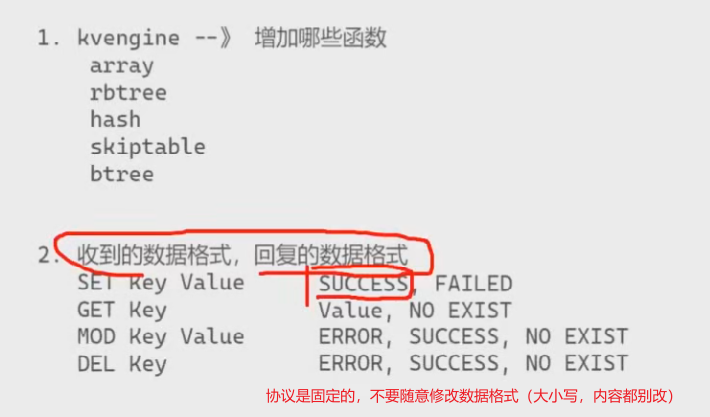 1. kvengine --》 增加哪些函数
array
rbtree
hash
skiptable
btree
2. 收到的数据格式，回复的数据格式
SET Key Value SUCCESS, FAILED
GET Key Value, NO EXIST
MOD Key Value ERROR, SUCCESS, NO EXIST
DEL Key ERROR, SUCCESS, NO EXIST
协议是固定的，不要随意修改数据格式（大小写，内容都别改）